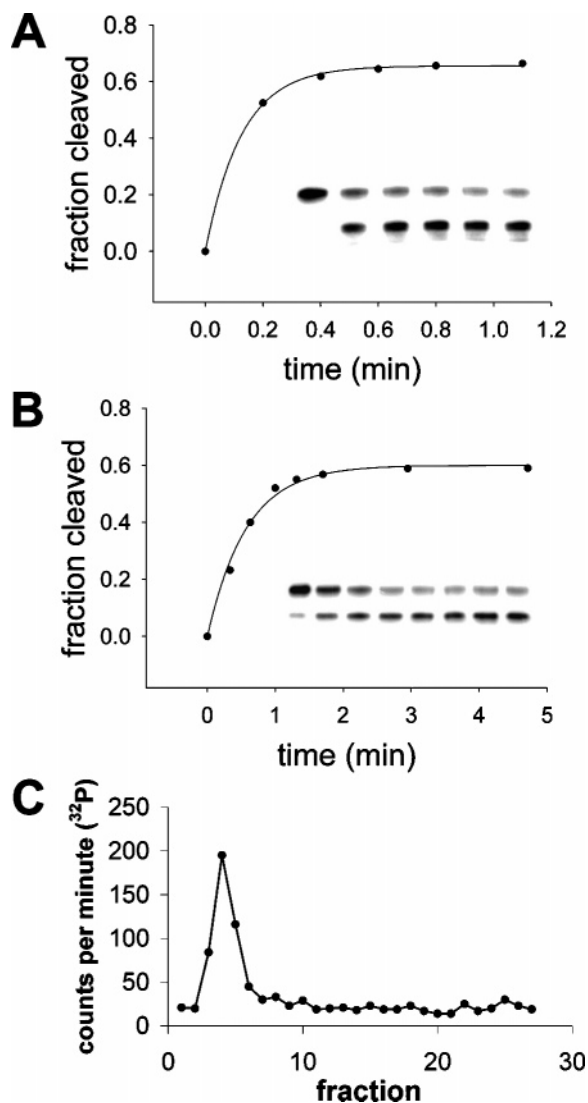 A
0.8
0.6
0.4
0.2
0.0
fraction cleaved
0.0 0.2 0.4 0.6 0.8 1.0 1.2
time (min)
B
0.8
0.6
0.4
0.2
0.0
fraction cleaved
0 1 2 3 4 5
time (min)
C
250
200
150
100
50
0
counts per minute (³²P)
0 10 20 30
fraction